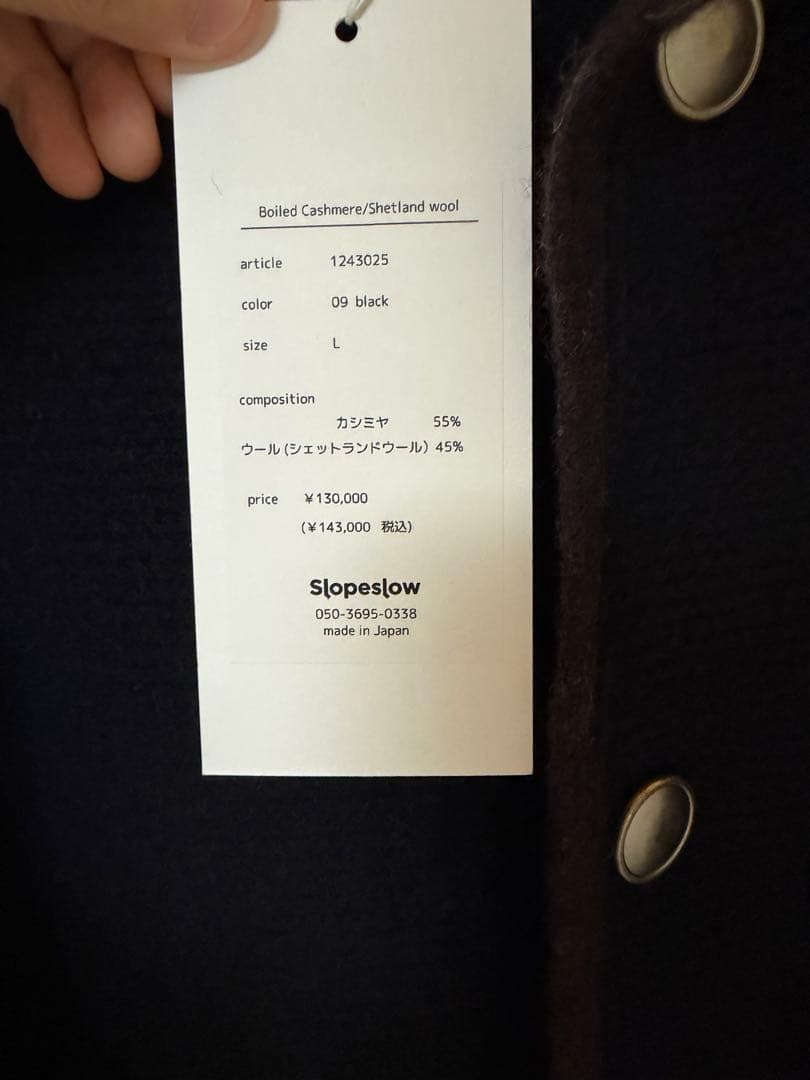 Boiled Cashmere/Shetland wool
article 1243025
color 09 black
size L
composition
カシミヤ 55%
ウール (シェットランドウール) 45%
price ¥130,000
(¥143,000 税込)
Slopeslow
050-3695-0338
made in Japan